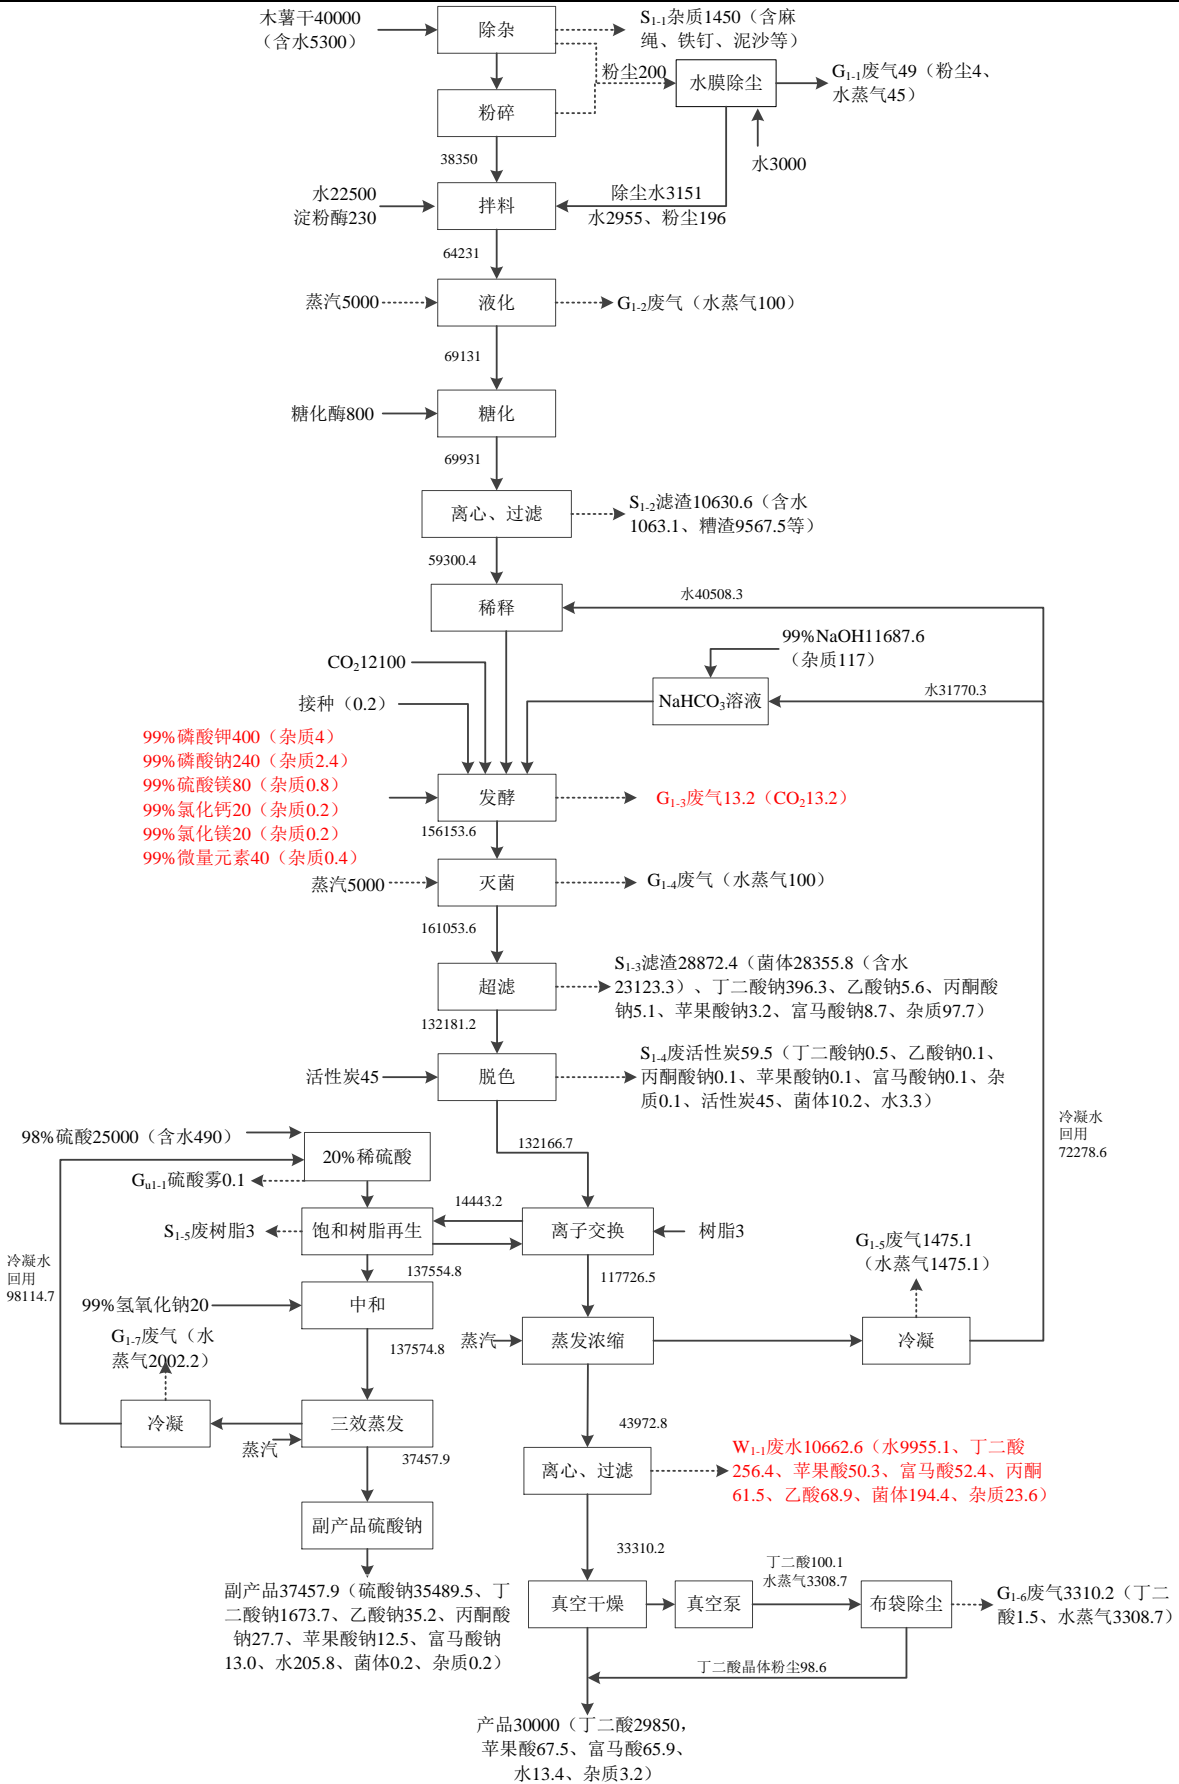 木薯干40000
（含水5300）
除杂
S1-1杂质1450（含麻
绳、铁钉、泥沙等）
粉尘200
水膜除尘
G1-1废气49（粉尘4、
水蒸气45）
粉碎
水3000
38350
水22500
淀粉酶230
拌料
除尘水3151
水2955、粉尘196
64231
蒸汽5000
液化
G1-2废气（水蒸气100）
69131
糖化酶800
糖化
69931
离心、过滤
S1-2滤渣10630.6（含水
1063.1、糟渣9567.5等）
59300.4
稀释
水40508.3
99%NaOH11687.6
（杂质117）
CO212100
接种（0.2）
NaHCO3溶液
水31770.3
99%磷酸钾400（杂质4）
99%磷酸钠240（杂质2.4）
99%硫酸镁80（杂质0.8）
99%氯化钙20（杂质0.2）
99%氯化镁20（杂质0.2）
99%微量元素40（杂质0.4）
发酵
G1-3废气13.2（CO213.2）
156153.6
蒸汽5000
灭菌
G1-4废气（水蒸气100）
161053.6
超滤
S1-3滤渣28872.4（菌体28355.8（含水
23123.3）、丁二酸钠396.3、乙酸钠5.6、丙酮酸
钠5.1、苹果酸钠3.2、富马酸钠8.7、杂质97.7）
132181.2
活性炭45
脱色
S1-4废活性炭59.5（丁二酸钠0.5、乙酸钠0.1、
丙酮酸钠0.1、苹果酸钠0.1、富马酸钠0.1、杂
质0.1、活性炭45、菌体10.2、水3.3）
冷凝水
回用
72278.6
132166.7
98%硫酸25000（含水490）
20%稀硫酸
Gu1-1硫酸雾0.1
14443.2
S1-5废树脂3
饱和树脂再生
离子交换
树脂3
冷凝水
回用
98114.7
137554.8
117726.5
G1-5废气1475.1
（水蒸气1475.1）
99%氢氧化钠20
中和
G1-7废气（水
蒸气2002.2）
137574.8
蒸汽
蒸发浓缩
冷凝
冷凝
三效蒸发
蒸汽
37457.9
43972.8
离心、过滤
W1-1废水10662.6（水9955.1、丁二酸
256.4、苹果酸50.3、富马酸52.4、丙酮
61.5、乙酸68.9、菌体194.4、杂质23.6）
副产品硫酸钠
33310.2
副产品37457.9（硫酸钠35489.5、丁
二酸钠1673.7、乙酸钠35.2、丙酮酸
钠27.7、苹果酸钠12.5、富马酸钠
13.0、水205.8、菌体0.2、杂质0.2）
真空干燥
真空泵
丁二酸100.1
水蒸气3308.7
布袋除尘
G1-6废气3310.2（丁二
酸1.5、水蒸气3308.7）
丁二酸晶体粉尘98.6
产品30000（丁二酸29850，
苹果酸67.5、富马酸65.9、
水13.4、杂质3.2）